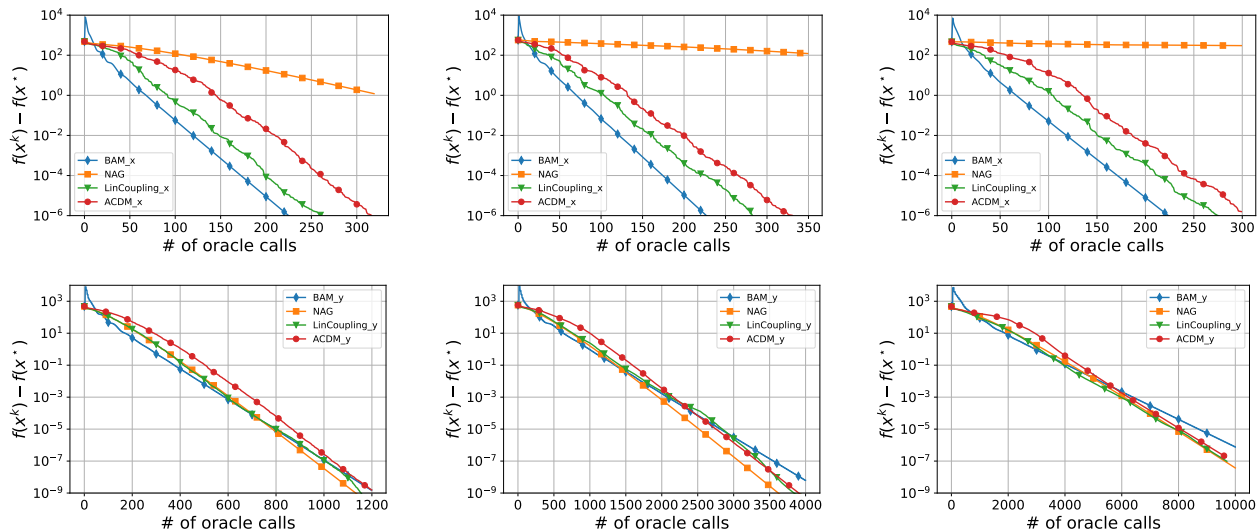 10^4
10^2
10^0
10^-2
10^-4
10^-6
f(x^k) − f(x^⋆)
BAM_x
NAG
LinCoupling_x
ACDM_x
0 50 100 150 200 250 300
# of oracle calls
10^4
10^2
10^0
10^-2
10^-4
10^-6
f(x^k) − f(x^⋆)
BAM_x
NAG
LinCoupling_x
ACDM_x
0 50 100 150 200 250 300 350
# of oracle calls
10^4
10^2
10^0
10^-2
10^-4
10^-6
f(x^k) − f(x^⋆)
BAM_x
NAG
LinCoupling_x
ACDM_x
0 50 100 150 200 250 300
# of oracle calls
10^3
10^1
10^-1
10^-3
10^-5
10^-7
10^-9
f(x^k) − f(x^⋆)
BAM_y
NAG
LinCoupling_y
ACDM_y
0 200 400 600 800 1000 1200
# of oracle calls
10^3
10^1
10^-1
10^-3
10^-5
10^-7
10^-9
f(x^k) − f(x^⋆)
BAM_y
NAG
LinCoupling_y
ACDM_y
0 500 1000 1500 2000 2500 3000 3500 4000
# of oracle calls
10^3
10^1
10^-1
10^-3
10^-5
10^-7
10^-9
f(x^k) − f(x^⋆)
BAM_y
NAG
LinCoupling_y
ACDM_y
0 2000 4000 6000 8000 10000
# of oracle calls